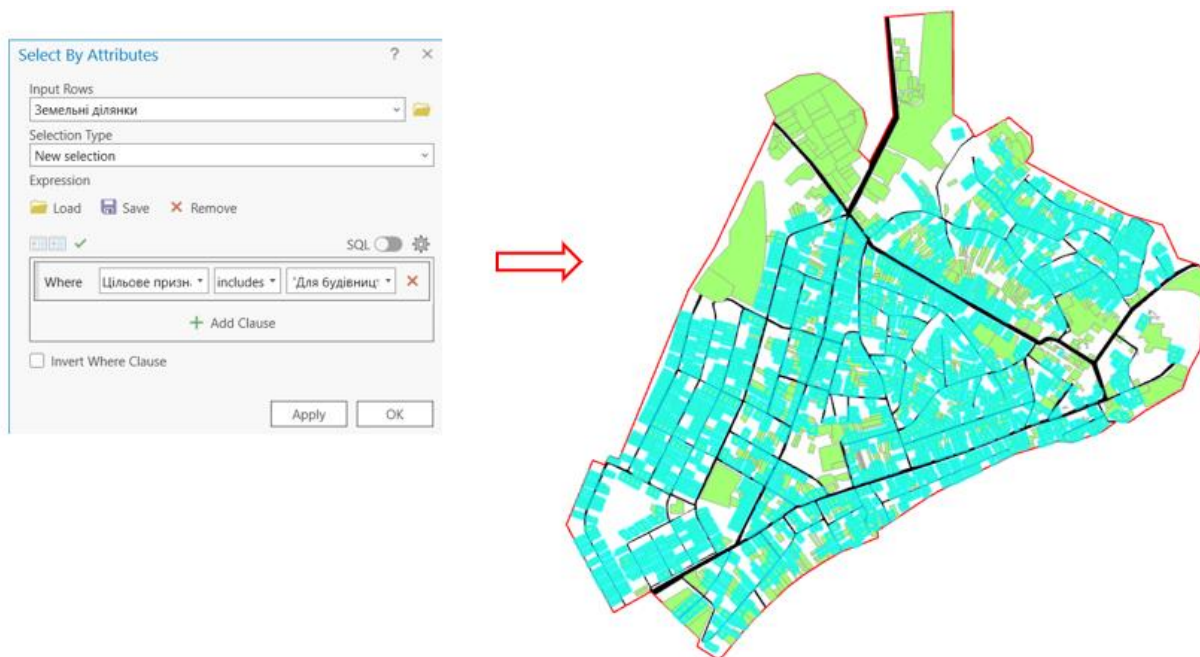 Select By Attributes ? ×
Input Rows
Земельні ділянки
Selection Type
New selection
Expression
Load Save Remove
SQL
Where Цільове призн. includes 'Для будівниц
+ Add Clause
Invert Where Clause
Apply OK